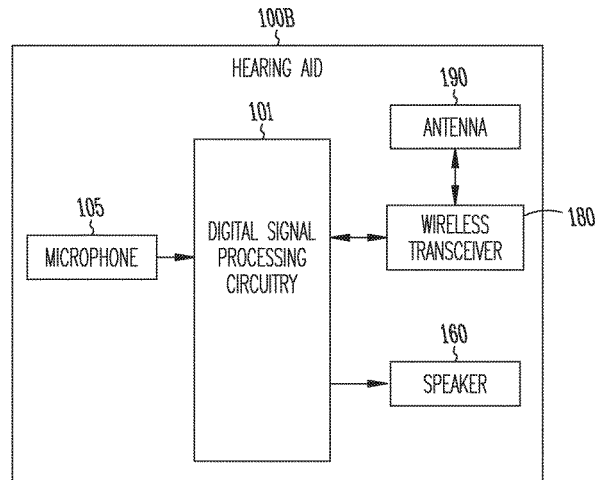 100B
HEARING AID
190
ANTENNA
101
105
MICROPHONE
DIGITAL SIGNAL
PROCESSING
CIRCUITRY
WIRELESS
TRANSCEIVER
180
160
SPEAKER